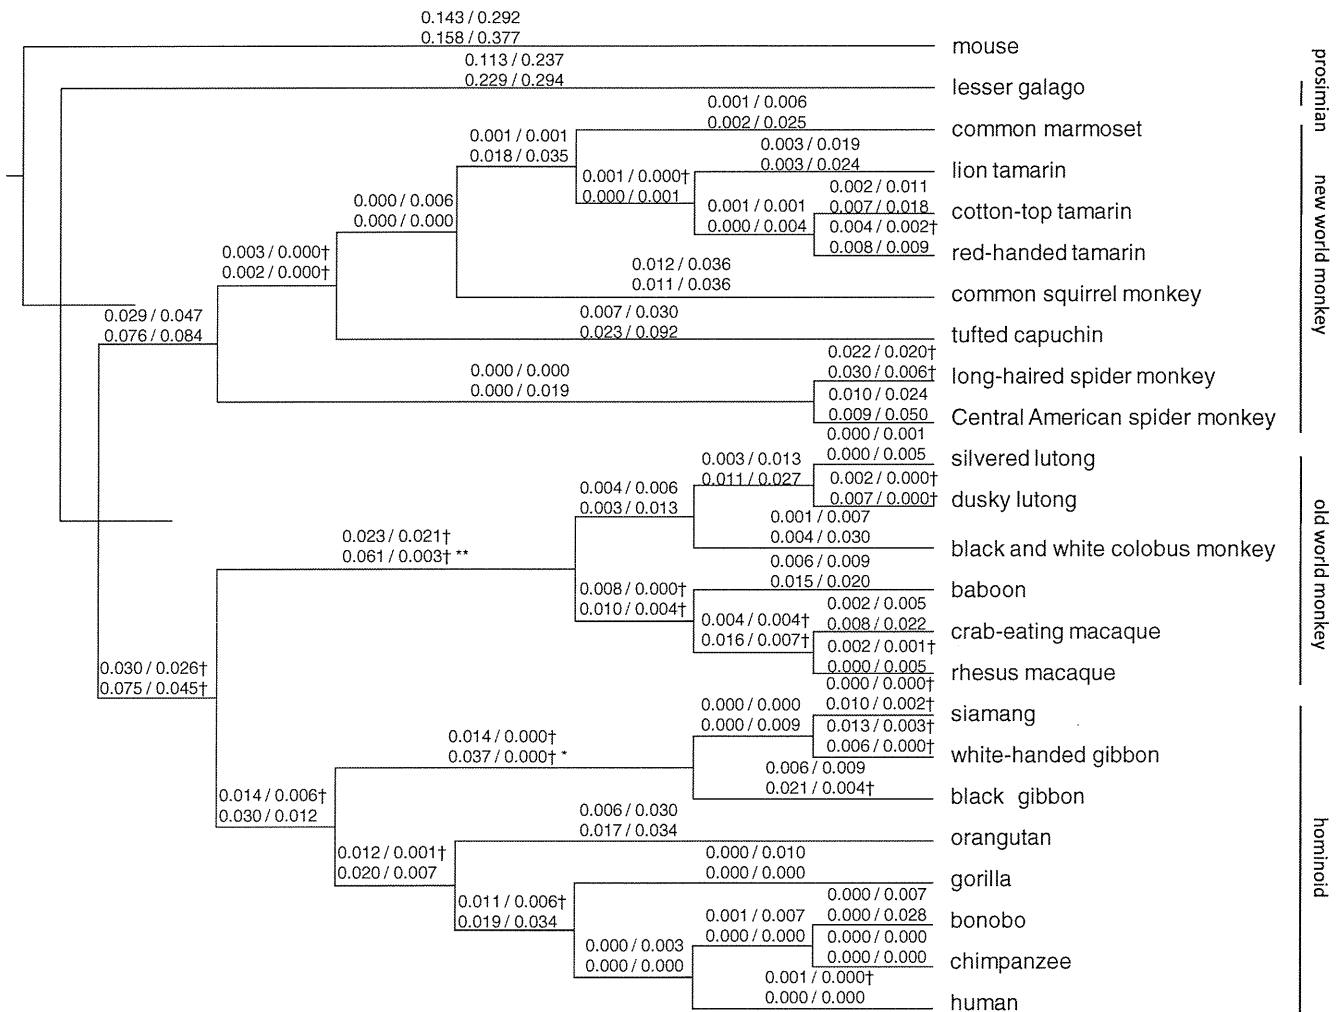 0.143 / 0.292
0.158 / 0.377
mouse
0.113 / 0.237
0.229 / 0.294
lesser galago
prosimian
0.001 / 0.006
0.002 / 0.025
common marmoset
0.001 / 0.001
0.018 / 0.035
0.003 / 0.019
0.003 / 0.024
lion tamarin
0.001 / 0.000†
0.000 / 0.001
0.002 / 0.011
0.007 / 0.018
cotton-top tamarin
0.001 / 0.001
0.000 / 0.004
0.004 / 0.002†
0.008 / 0.009
red-handed tamarin
0.000 / 0.006
0.000 / 0.000
0.003 / 0.000†
0.002 / 0.000†
0.012 / 0.036
0.011 / 0.036
common squirrel monkey
new world monkey
0.029 / 0.047
0.076 / 0.084
0.007 / 0.030
0.023 / 0.092
tufted capuchin
0.022 / 0.020†
0.030 / 0.006†
long-haired spider monkey
0.000 / 0.000
0.000 / 0.019
0.010 / 0.024
0.009 / 0.050
Central American spider monkey
0.000 / 0.001
0.000 / 0.005
silvered lutong
0.003 / 0.013
0.011 / 0.027
0.002 / 0.000†
0.007 / 0.000†
dusky lutong
0.004 / 0.006
0.003 / 0.013
0.001 / 0.007
0.004 / 0.030
black and white colobus monkey
0.023 / 0.021†
0.061 / 0.003† **
old world monkey
0.006 / 0.009
0.015 / 0.020
baboon
0.008 / 0.000†
0.010 / 0.004†
0.002 / 0.005
0.008 / 0.022
crab-eating macaque
0.004 / 0.004†
0.016 / 0.007†
0.002 / 0.001†
0.000 / 0.005
rhesus macaque
0.030 / 0.026†
0.075 / 0.045†
0.000 / 0.000†
0.010 / 0.002†
siamang
0.000 / 0.000
0.000 / 0.009
0.013 / 0.003†
0.006 / 0.000†
white-handed gibbon
0.014 / 0.000†
0.037 / 0.000† *
0.006 / 0.009
0.021 / 0.004†
black gibbon
0.014 / 0.006†
0.030 / 0.012
0.006 / 0.030
0.017 / 0.034
orangutan
hominoid
0.012 / 0.001†
0.020 / 0.007
0.000 / 0.010
0.000 / 0.000
gorilla
0.011 / 0.006†
0.019 / 0.034
0.000 / 0.007
0.000 / 0.028
bonobo
0.001 / 0.007
0.000 / 0.000
0.000 / 0.000
0.000 / 0.000
chimpanzee
0.000 / 0.003
0.000 / 0.000
0.001 / 0.000†
0.000 / 0.000
human